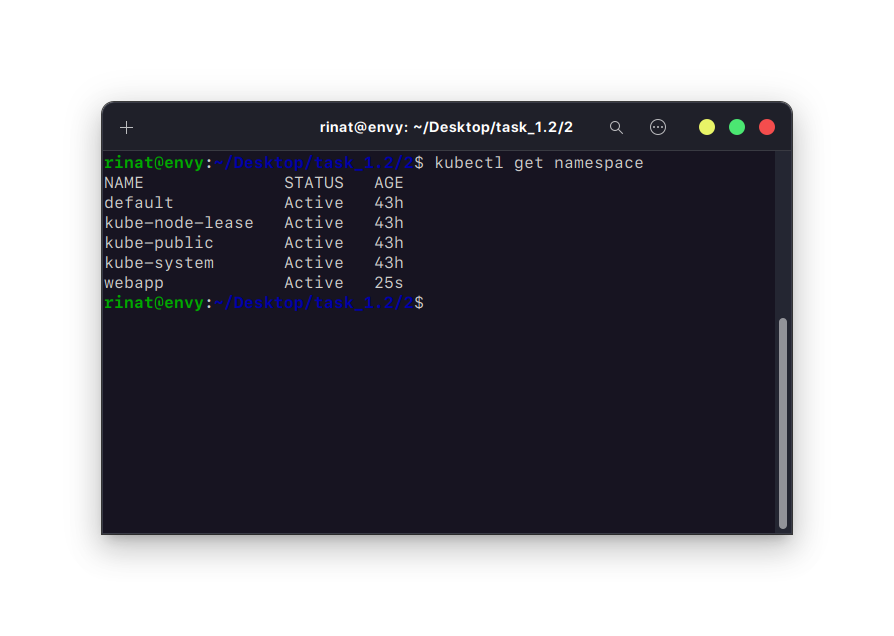 rinat@envy: ~/Desktop/task_1.2/2
rinat@envy:~/Desktop/task_1.2/2$ kubectl get namespace
NAME              STATUS   AGE
default           Active   43h
kube-node-lease   Active   43h
kube-public       Active   43h
kube-system       Active   43h
webapp            Active   25s
rinat@envy:~/Desktop/task_1.2/2$